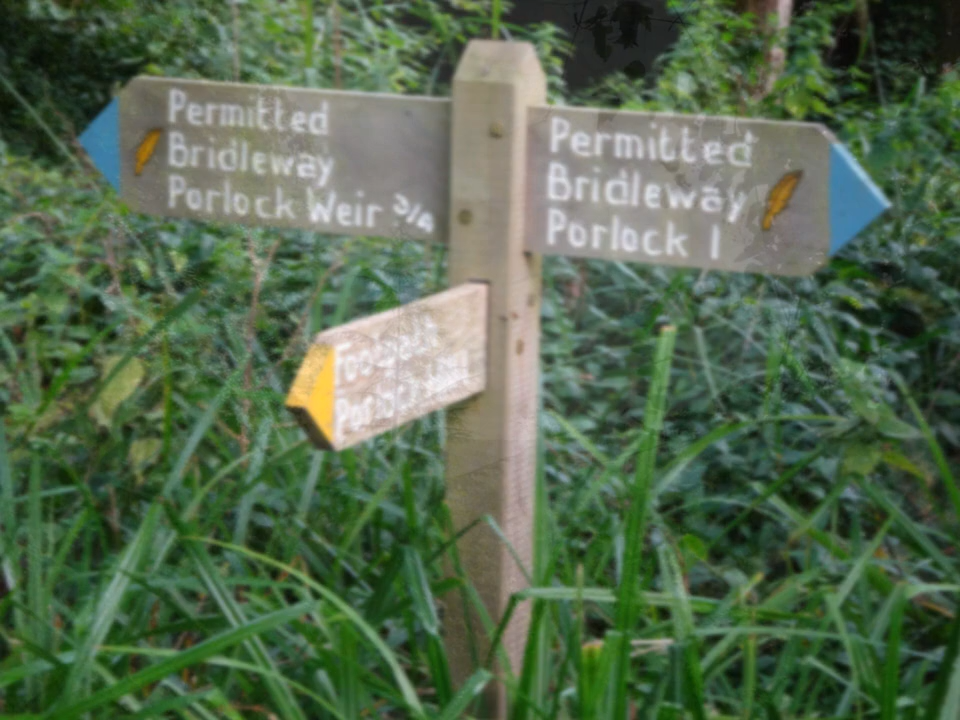 Permitted
Bridleway
Porlock Weir 3/4
Permitted
Bridleway
Porlock 1